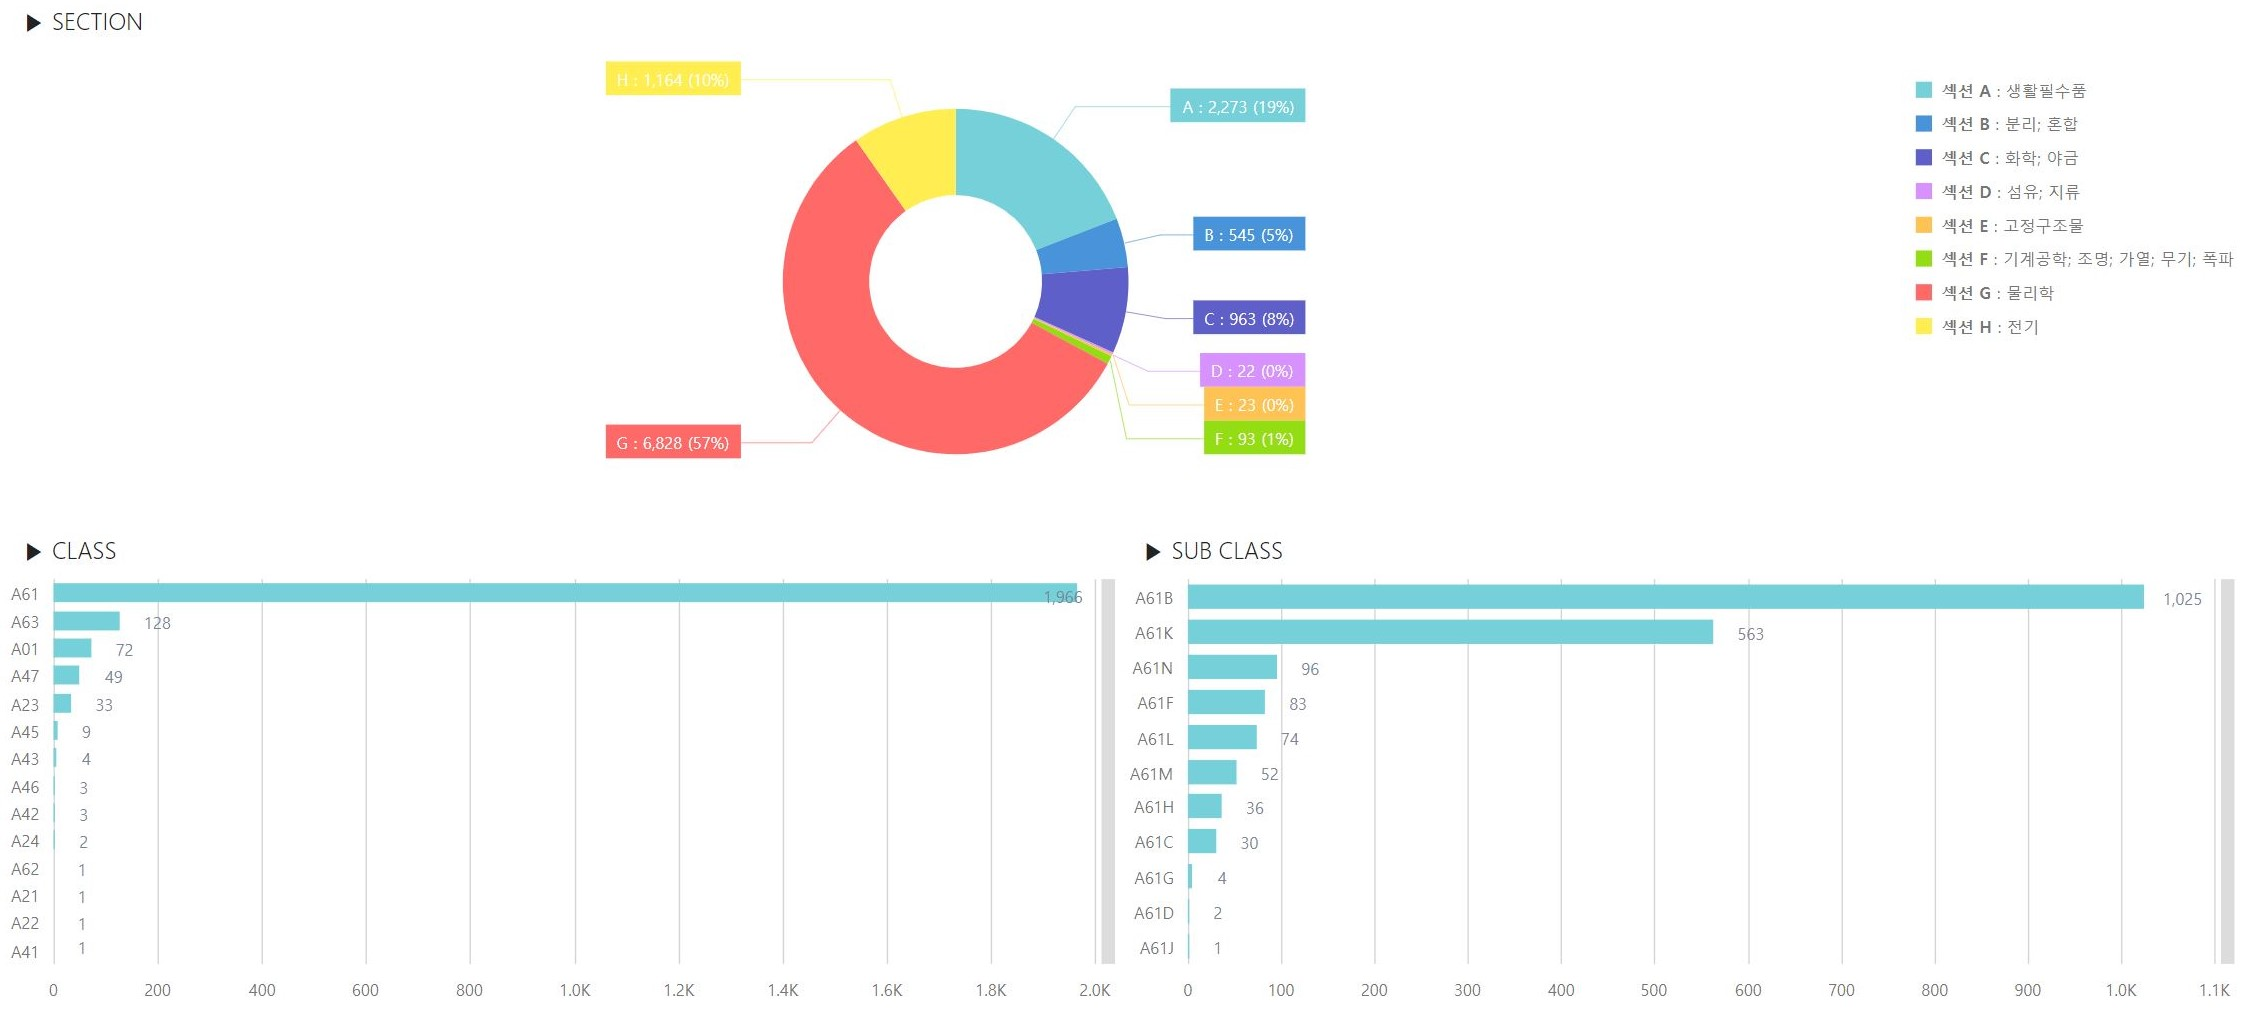 ▶ SECTION
H : 1,164 (10%)
A : 2,273 (19%)
B : 545 (5%)
C : 963 (8%)
D : 22 (0%)
E : 23 (0%)
F : 93 (1%)
G : 6,828 (57%)
섹션 A : 생활필수품
섹션 B : 분리; 혼합
섹션 C : 화학; 야금
섹션 D : 섬유; 지류
섹션 E : 고정구조물
섹션 F : 기계공학; 조명; 가열; 무기; 폭파
섹션 G : 물리학
섹션 H : 전기
▶ CLASS
A61 1,966
A63 128
A01 72
A47 49
A23 33
A45 9
A43 4
A46 3
A42 3
A24 2
A62 1
A21 1
A22 1
A41 1
0 200 400 600 800 1.0K 1.2K 1.4K 1.6K 1.8K 2.0K
▶ SUB CLASS
A61B 1,025
A61K 563
A61N 96
A61F 83
A61L 74
A61M 52
A61H 36
A61C 30
A61G 4
A61D 2
A61J 1
0 100 200 300 400 500 600 700 800 900 1.0K 1.1K